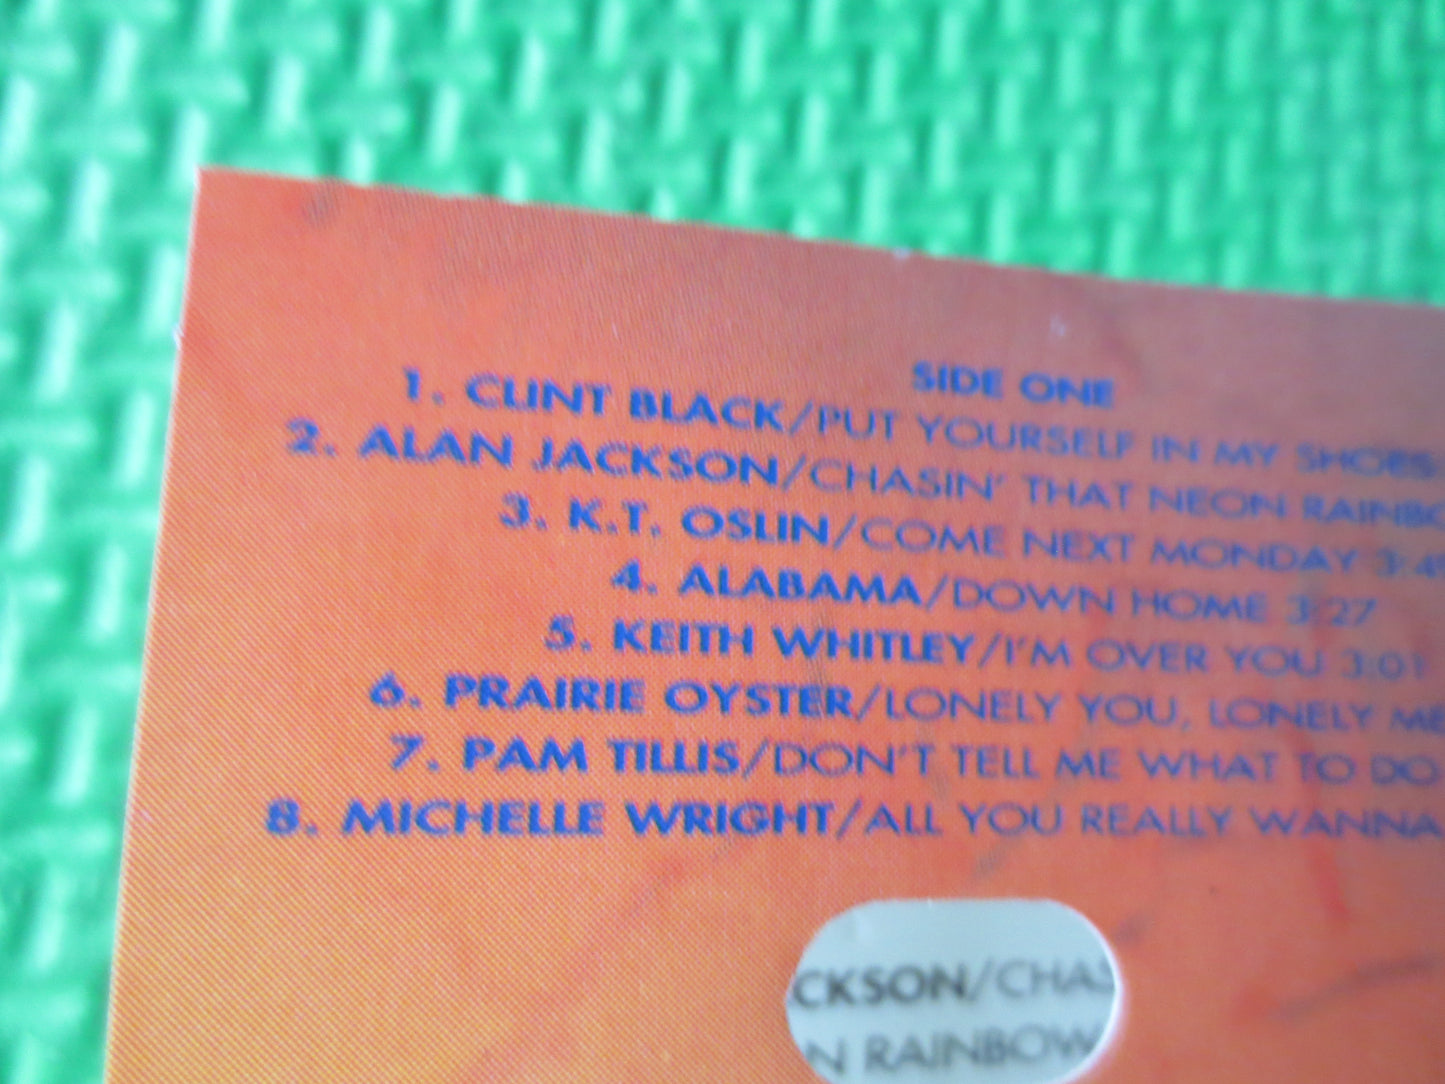 SIDE ONE
1. CLINT BLACK/PUT YOURSELF IN MY SHOES
2. ALAN JACKSON/CHASIN' THAT NEON RAINBO
3. K.T. OSLIN/COME NEXT MONDAY 3:49
4. ALABAMA/DOWN HOME 3:27
5. KEITH WHITLEY/I'M OVER YOU 3:01
6. PRAIRIE OYSTER/LONELY YOU, LONELY ME
7. PAM TILLIS/DON'T TELL ME WHAT TO DO
8. MICHELLE WRIGHT/ALL YOU REALLY WANNA
CKSON/CHAS
N RAINBOW